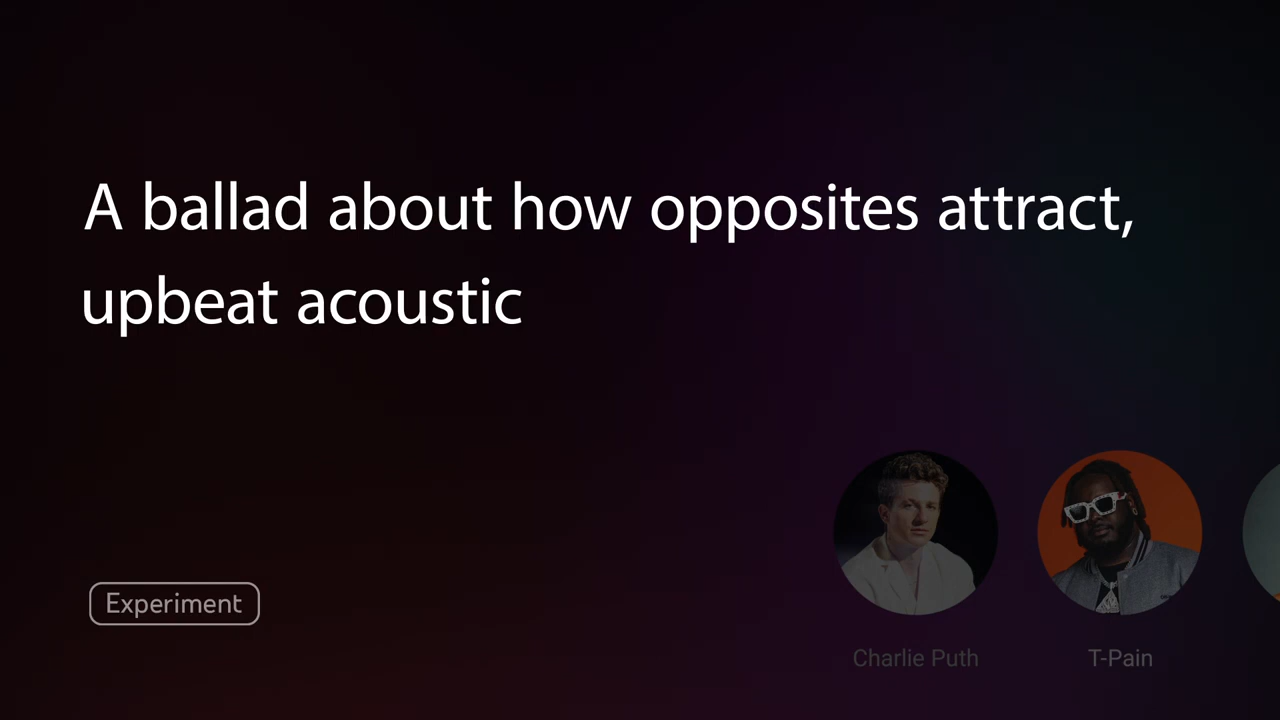 A ballad about how opposites attract,
upbeat acoustic
Experiment
Charlie Puth
T-Pain